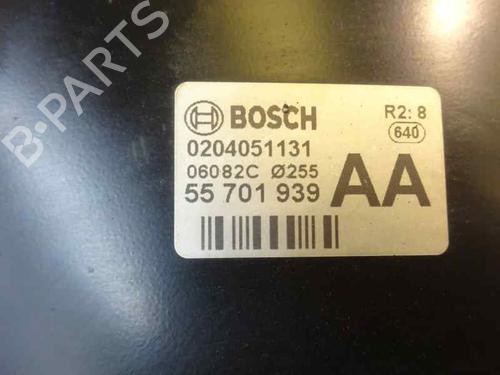 BOSCH R2: 8
0204051131 640
06082C Ø255
55 701 939 AA
B-PARTS